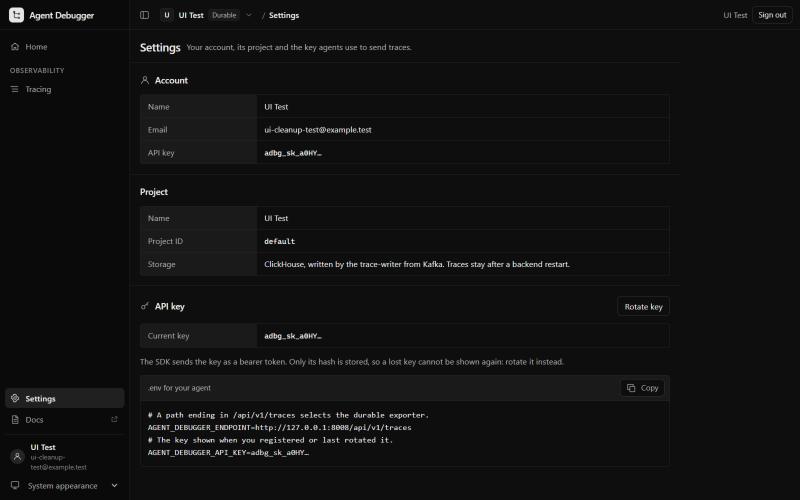 Agent Debugger
U UI Test Durable / Settings
UI Test Sign out
Home
OBSERVABILITY
Tracing
Settings Your account, its project and the key agents use to send traces.
Account
Name UI Test
Email ui-cleanup-test@example.test
API key adbg_sk_a0HY…
Project
Name UI Test
Project ID default
Storage ClickHouse, written by the trace-writer from Kafka. Traces stay after a backend restart.
API key Rotate key
Current key adbg_sk_a0HY…
The SDK sends the key as a bearer token. Only its hash is stored, so a lost key cannot be shown again: rotate it instead.
.env for your agent Copy
# A path ending in /api/v1/traces selects the durable exporter.
AGENT_DEBUGGER_ENDPOINT=http://127.0.0.1:8008/api/v1/traces
# The key shown when you registered or last rotated it.
AGENT_DEBUGGER_API_KEY=adbg_sk_a0HY…
Settings
Docs
UI Test
ui-cleanup-
test@example.test
System appearance